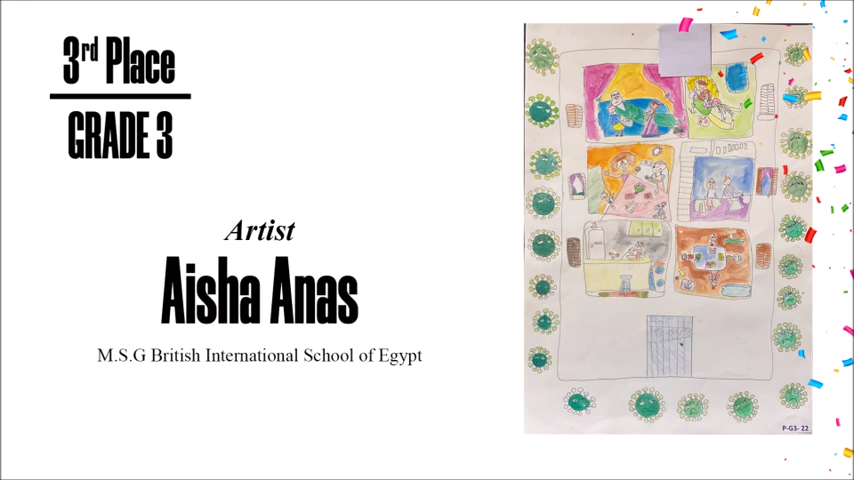 3rd Place
GRADE 3
Artist
Aisha Anas
M.S.G British International School of Egypt
P-G3- 22